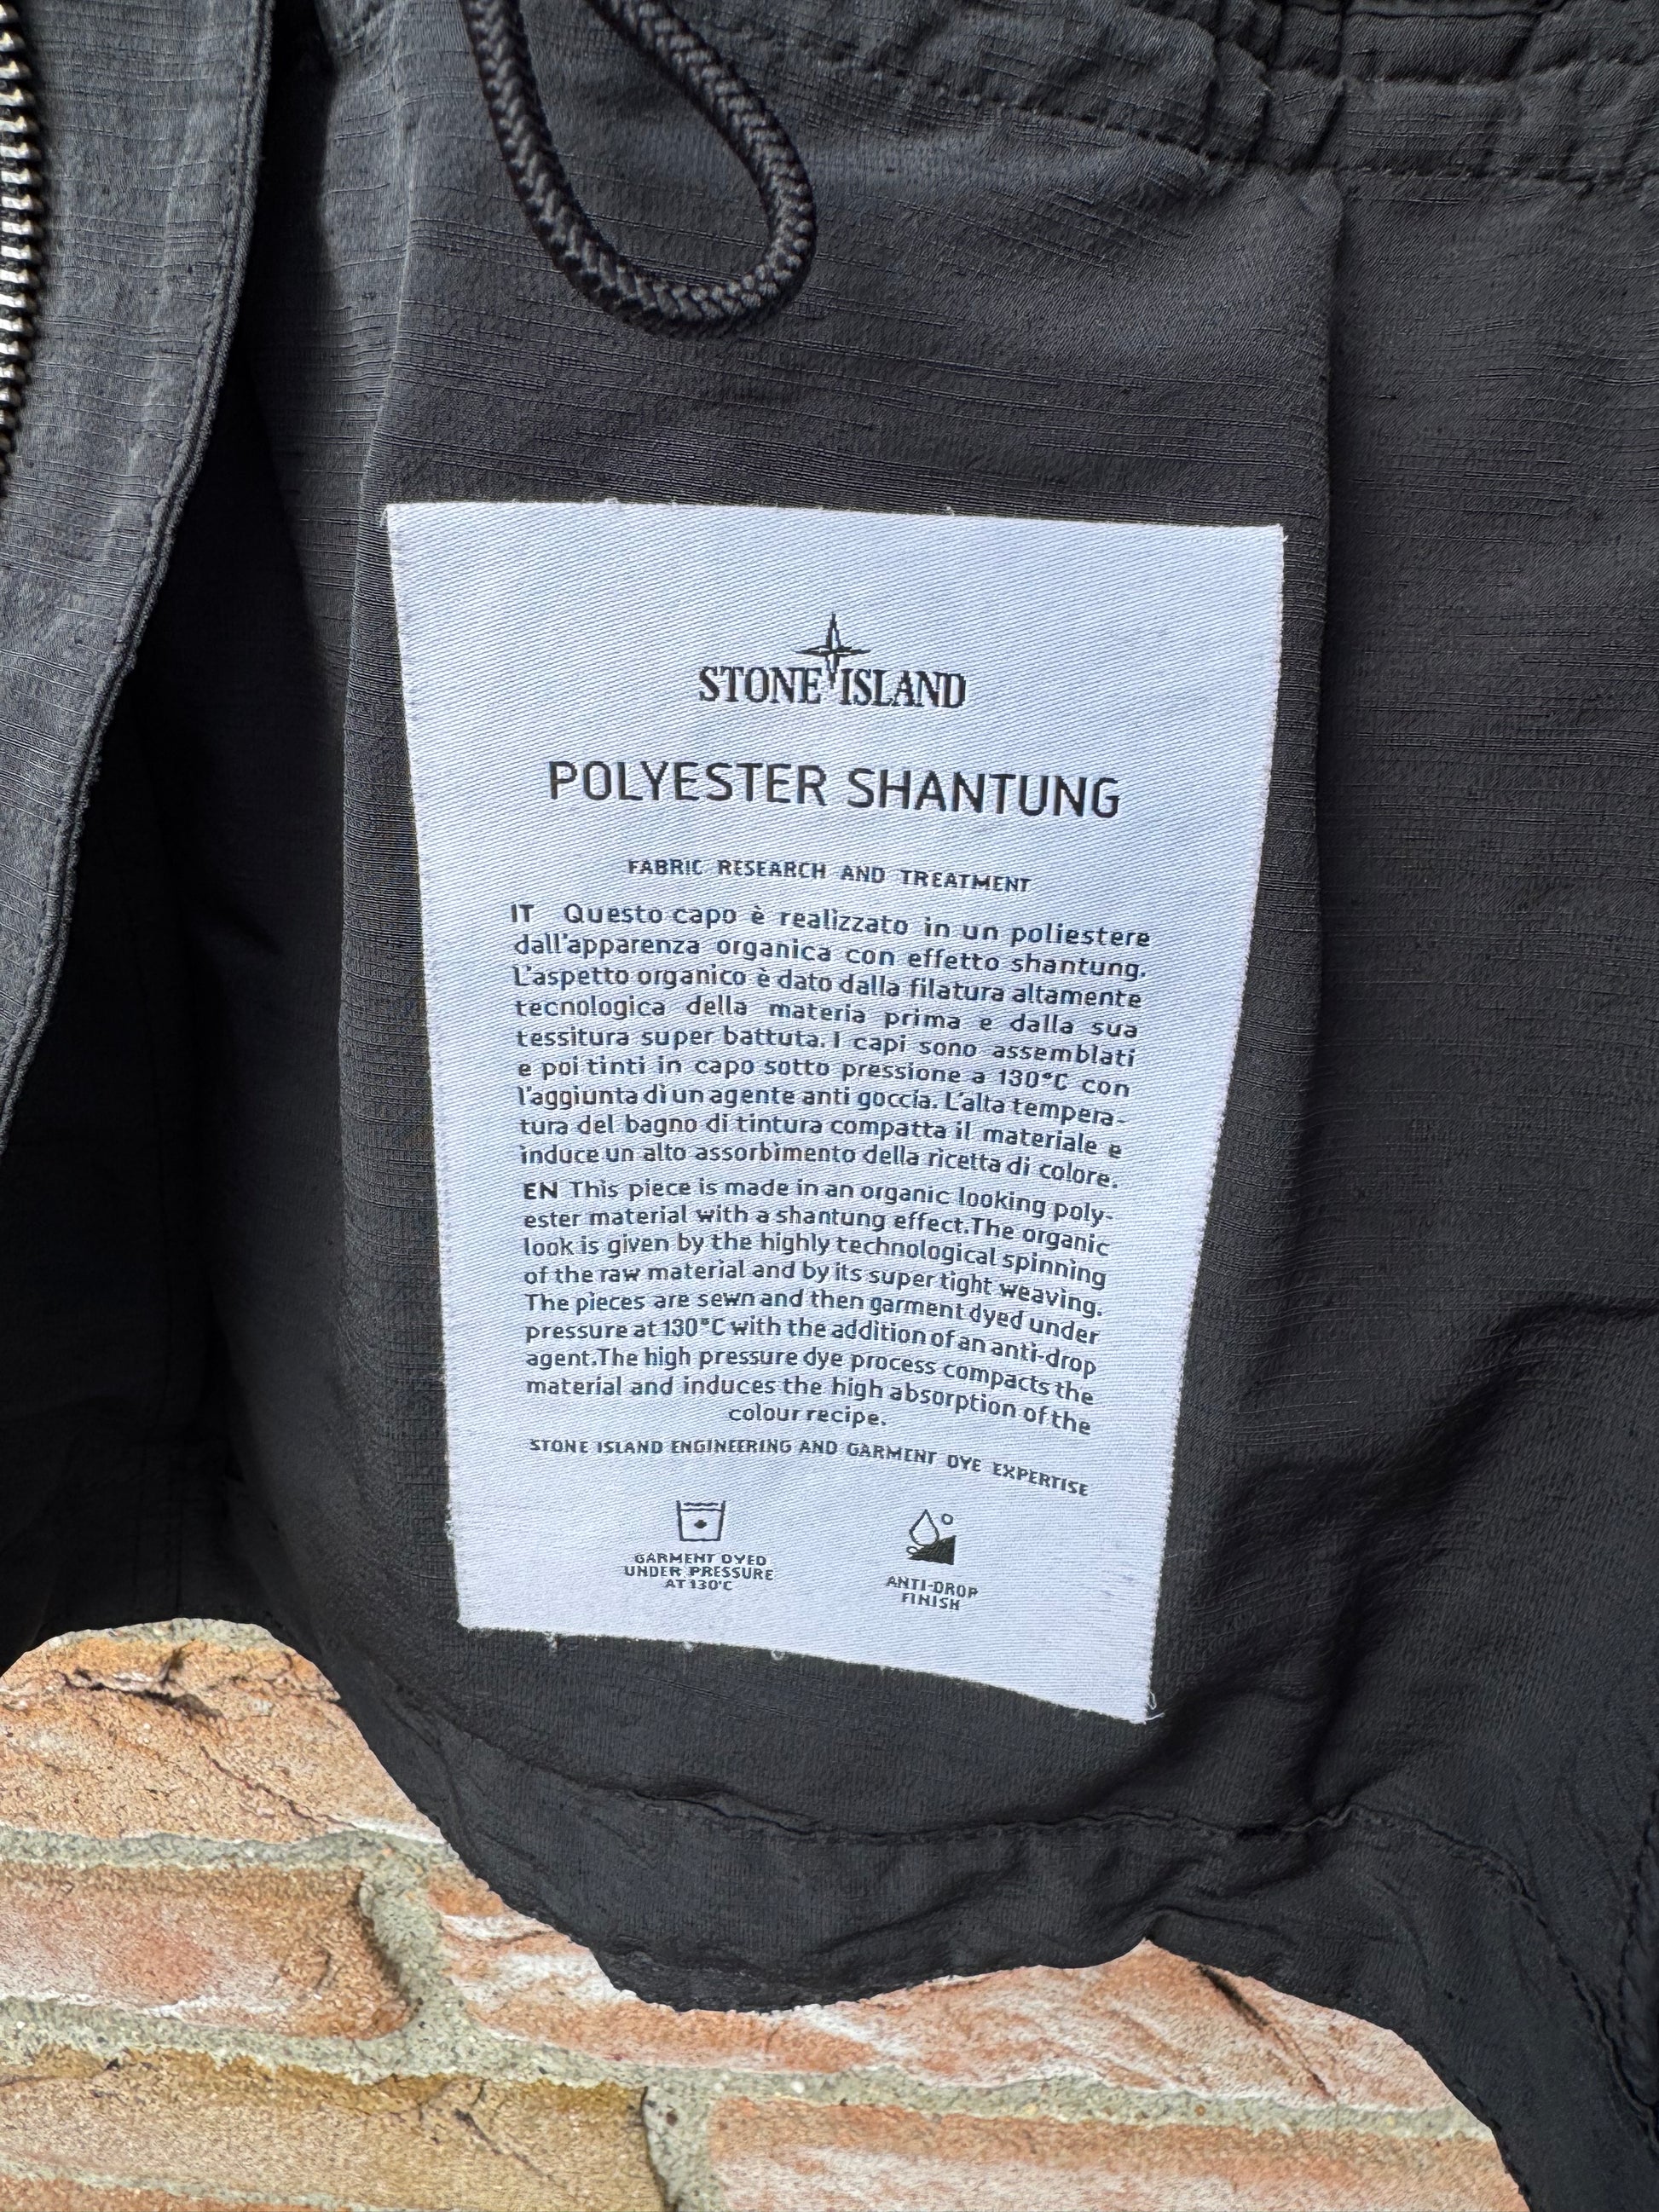 STONE ISLAND
POLYESTER SHANTUNG
FABRIC RESEARCH AND TREATMENT
IT Questo capo è realizzato in un poliestere
dall'apparenza organica con effetto shantung.
L'aspetto organico è dato dalla filatura altamente
tecnologica della materia prima e dalla sua
tessitura super battuta. I capi sono assemblati
e poi tinti in capo sotto pressione a 130°C con
l'aggiunta di un agente anti goccia. L'alta tempera-
tura del bagno di tintura compatta il materiale e
induce un alto assorbimento della ricetta di colore.
EN This piece is made in an organic looking poly-
ester material with a shantung effect.The organic
look is given by the highly technological spinning
of the raw material and by its super tight weaving.
The pieces are sewn and then garment dyed under
pressure at 130°C with the addition of an anti-drop
agent.The high pressure dye process compacts the
material and induces the high absorption of the
colour recipe.
STONE ISLAND ENGINEERING AND GARMENT DYE EXPERTISE
GARMENT DYED
UNDER PRESSURE
AT 130°C
ANTI-DROP
FINISH